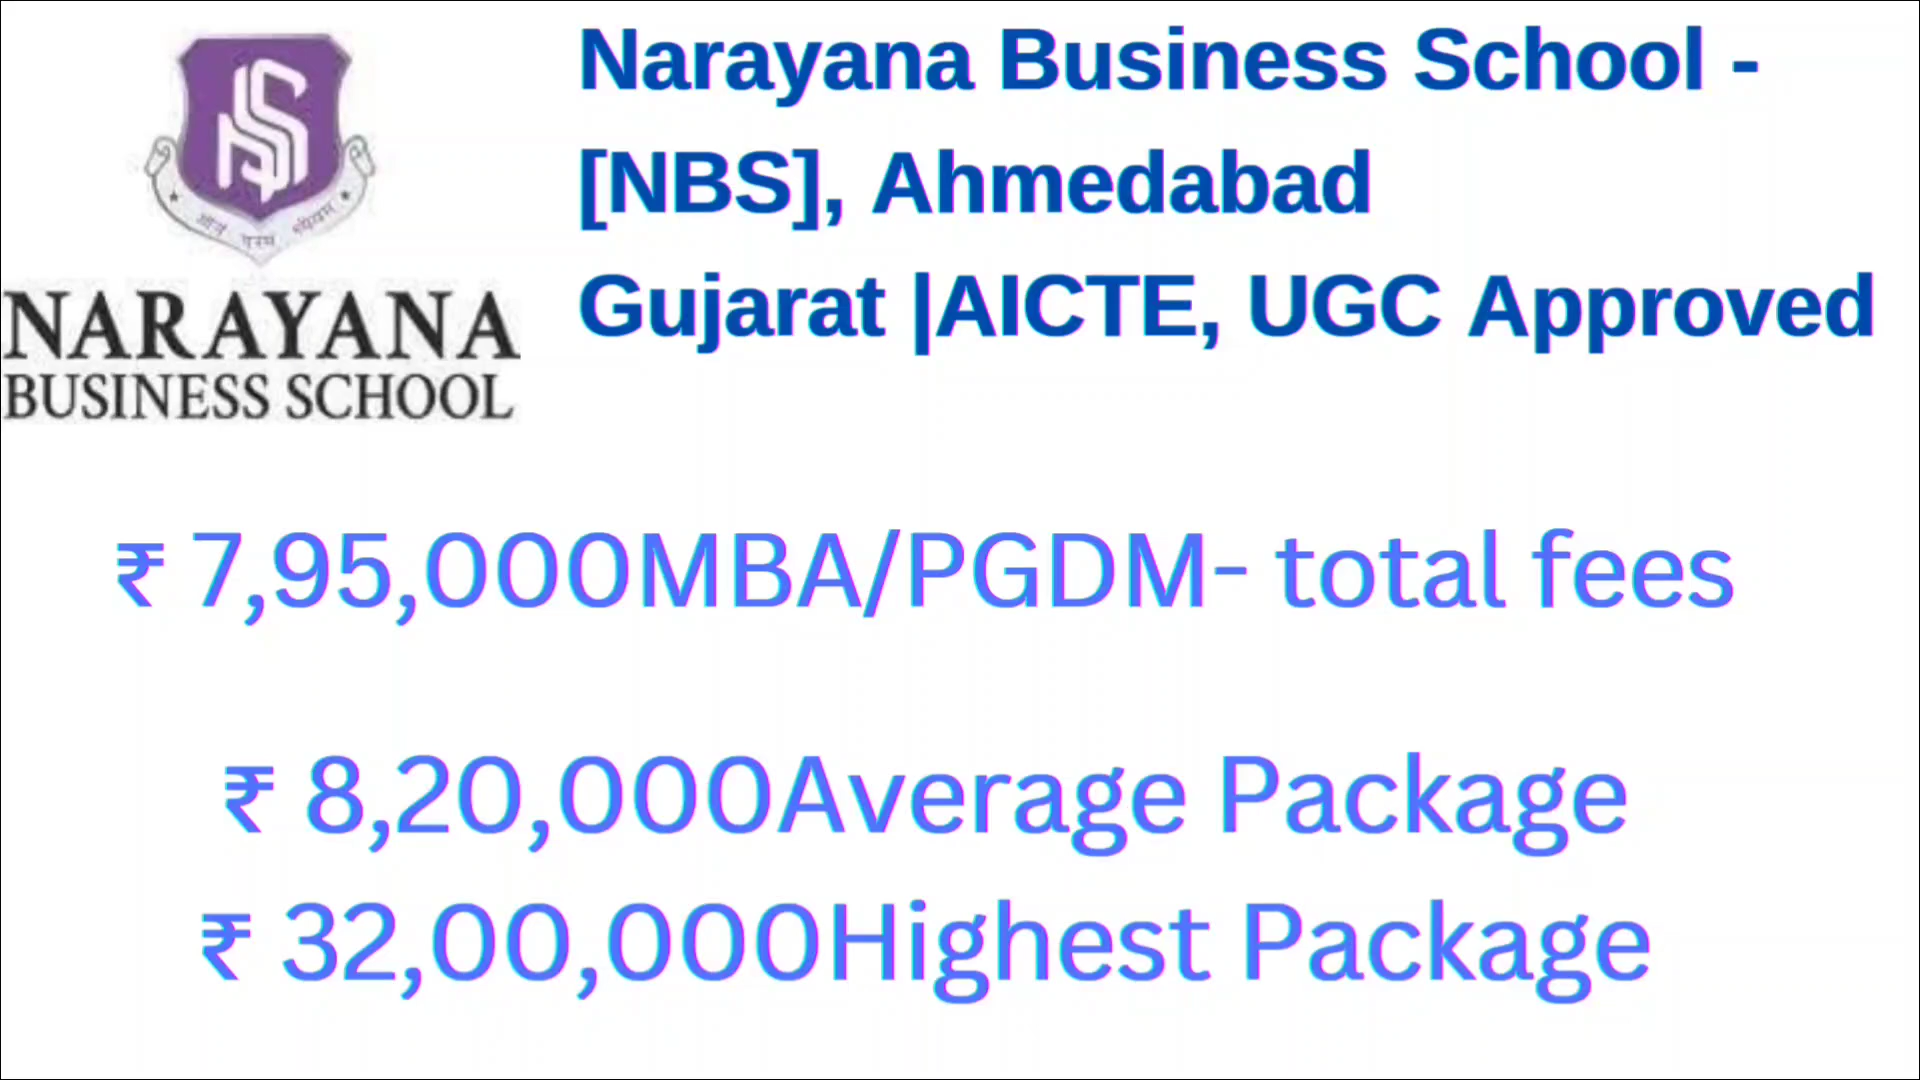 Narayana Business School -
[NBS], Ahmedabad
Gujarat |AICTE, UGC Approved
NARAYANA
BUSINESS SCHOOL
₹ 7,95,000MBA/PGDM- total fees
₹ 8,20,000Average Package
₹ 32,00,000Highest Package